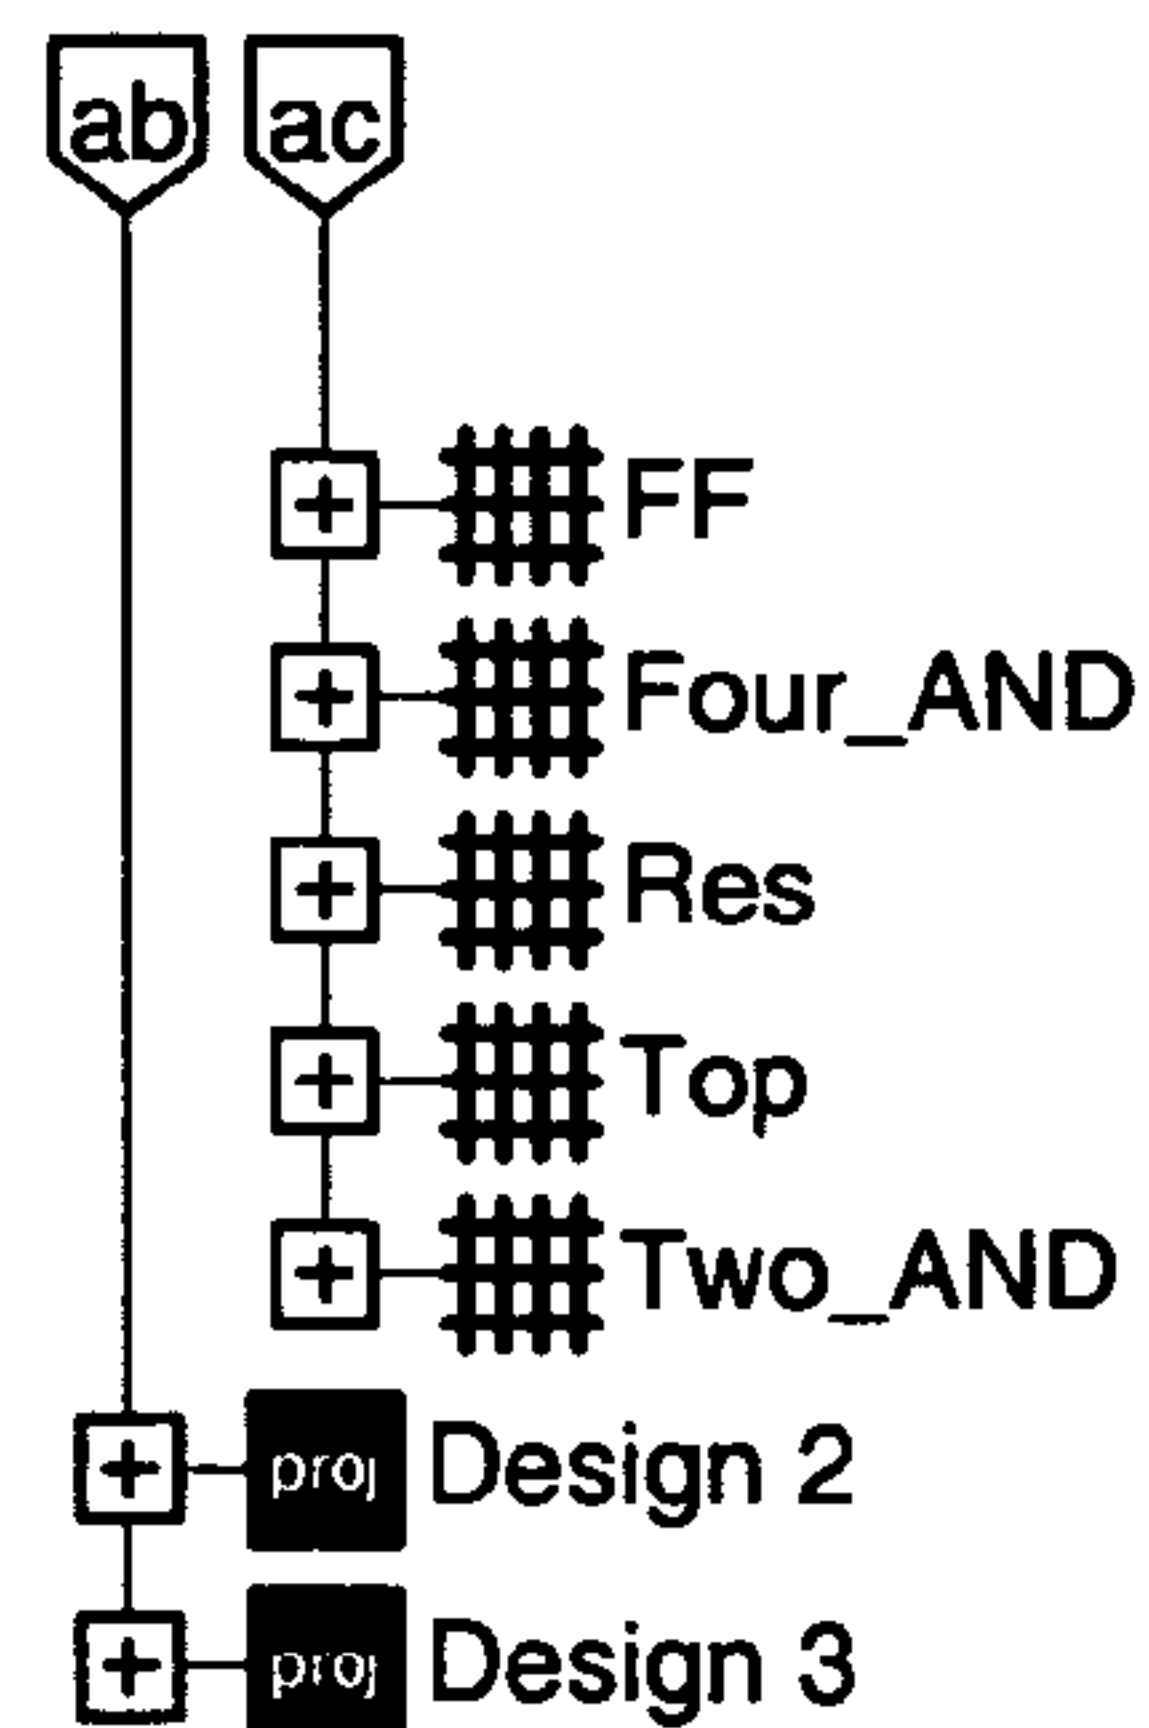 ab ac
FF
Four_AND
Res
Top
Two_AND
proj Design 2
proj Design 3